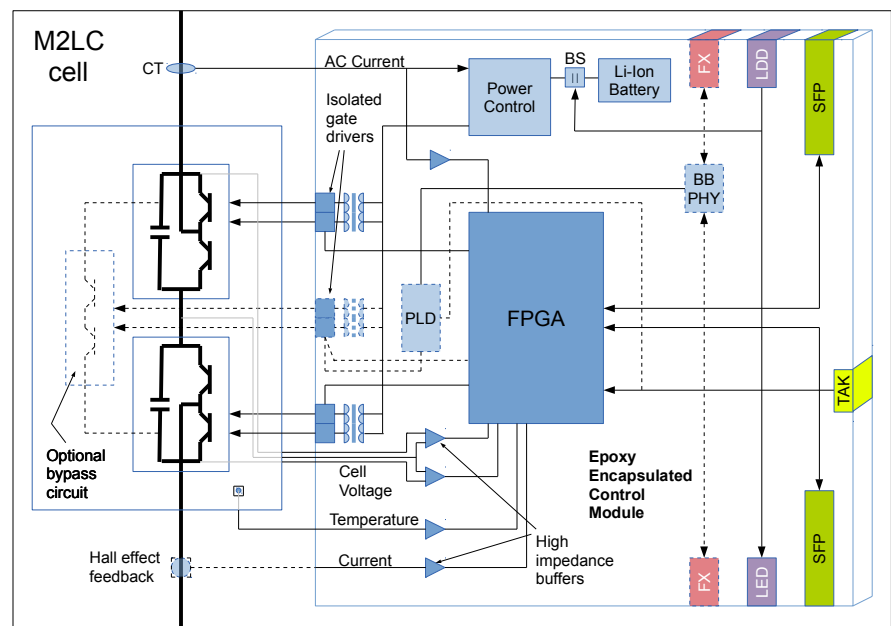 M2LC
cell
CT
AC Current
Isolated
gate
drivers
Power
Control
BS
Li-Ion
Battery
FX
LDD
SFP
BB
PHY
PLD
FPGA
TAK
Optional
bypass
circuit
Cell
Voltage
Temperature
Current
High
impedance
buffers
Epoxy
Encapsulated
Control
Module
Hall effect
feedback
FX
LED
SFP